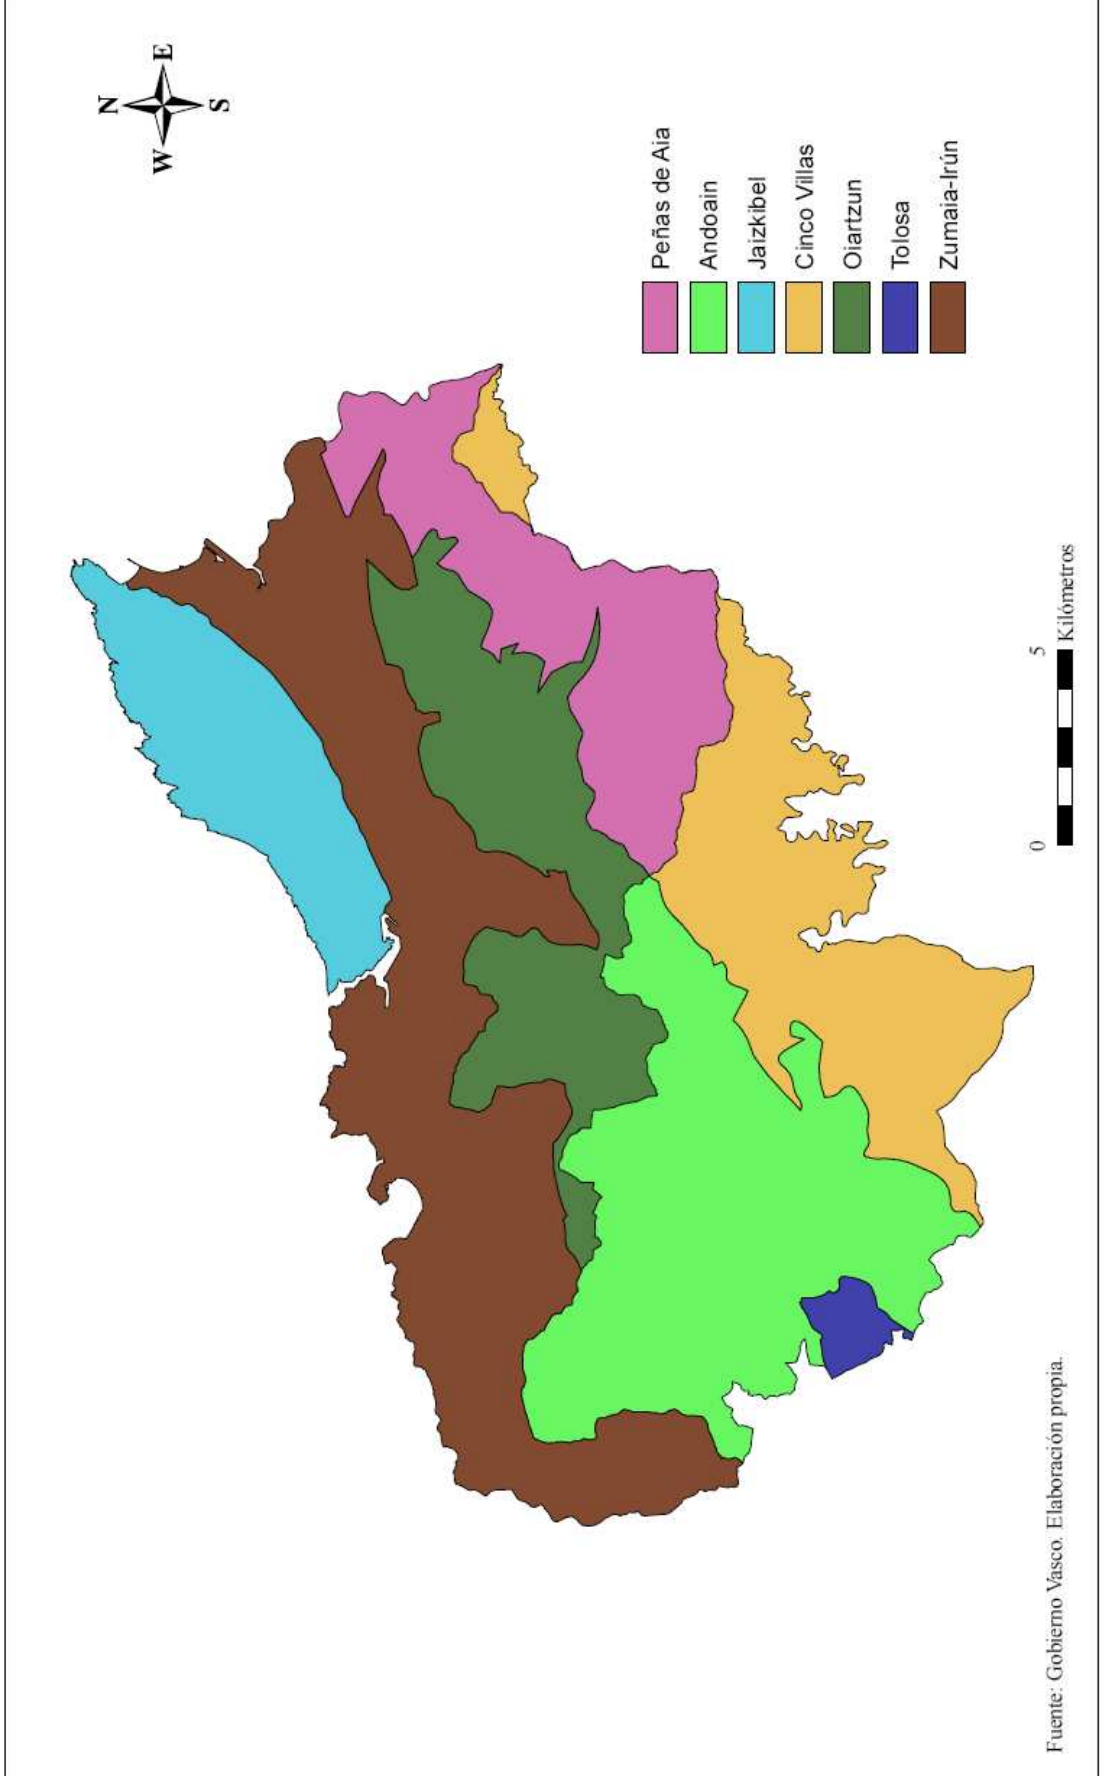 N
W E
S
Peñas de Aia
Andoain
Jaizkibel
Cinco Villas
Oiartzun
Tolosa
Zumaia-Irún
0 5
Kilómetros
Fuente: Gobierno Vasco. Elaboración propia.